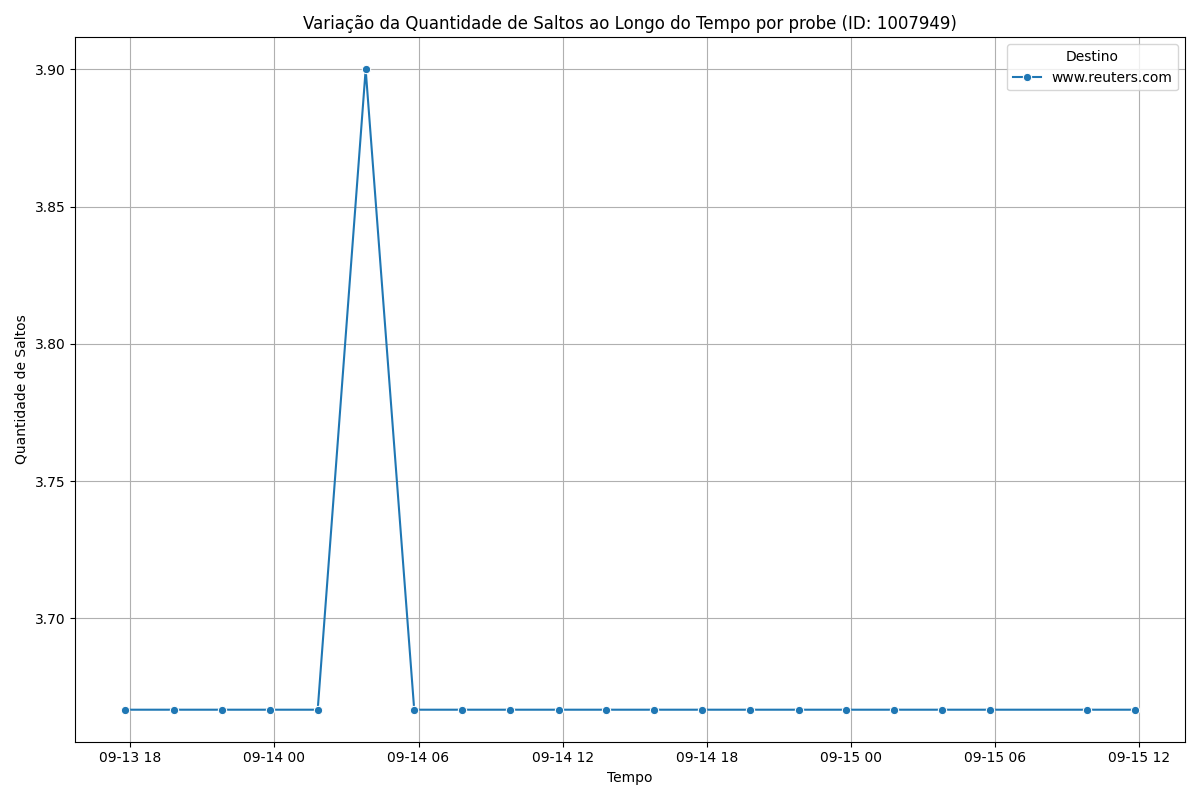 Variação da Quantidade de Saltos ao Longo do Tempo por probe (ID: 1007949)
Destino
www.reuters.com
Quantidade de Saltos
3.90
3.85
3.80
3.75
3.70
09-13 18
09-14 00
09-14 06
09-14 12
09-14 18
09-15 00
09-15 06
09-15 12
Tempo